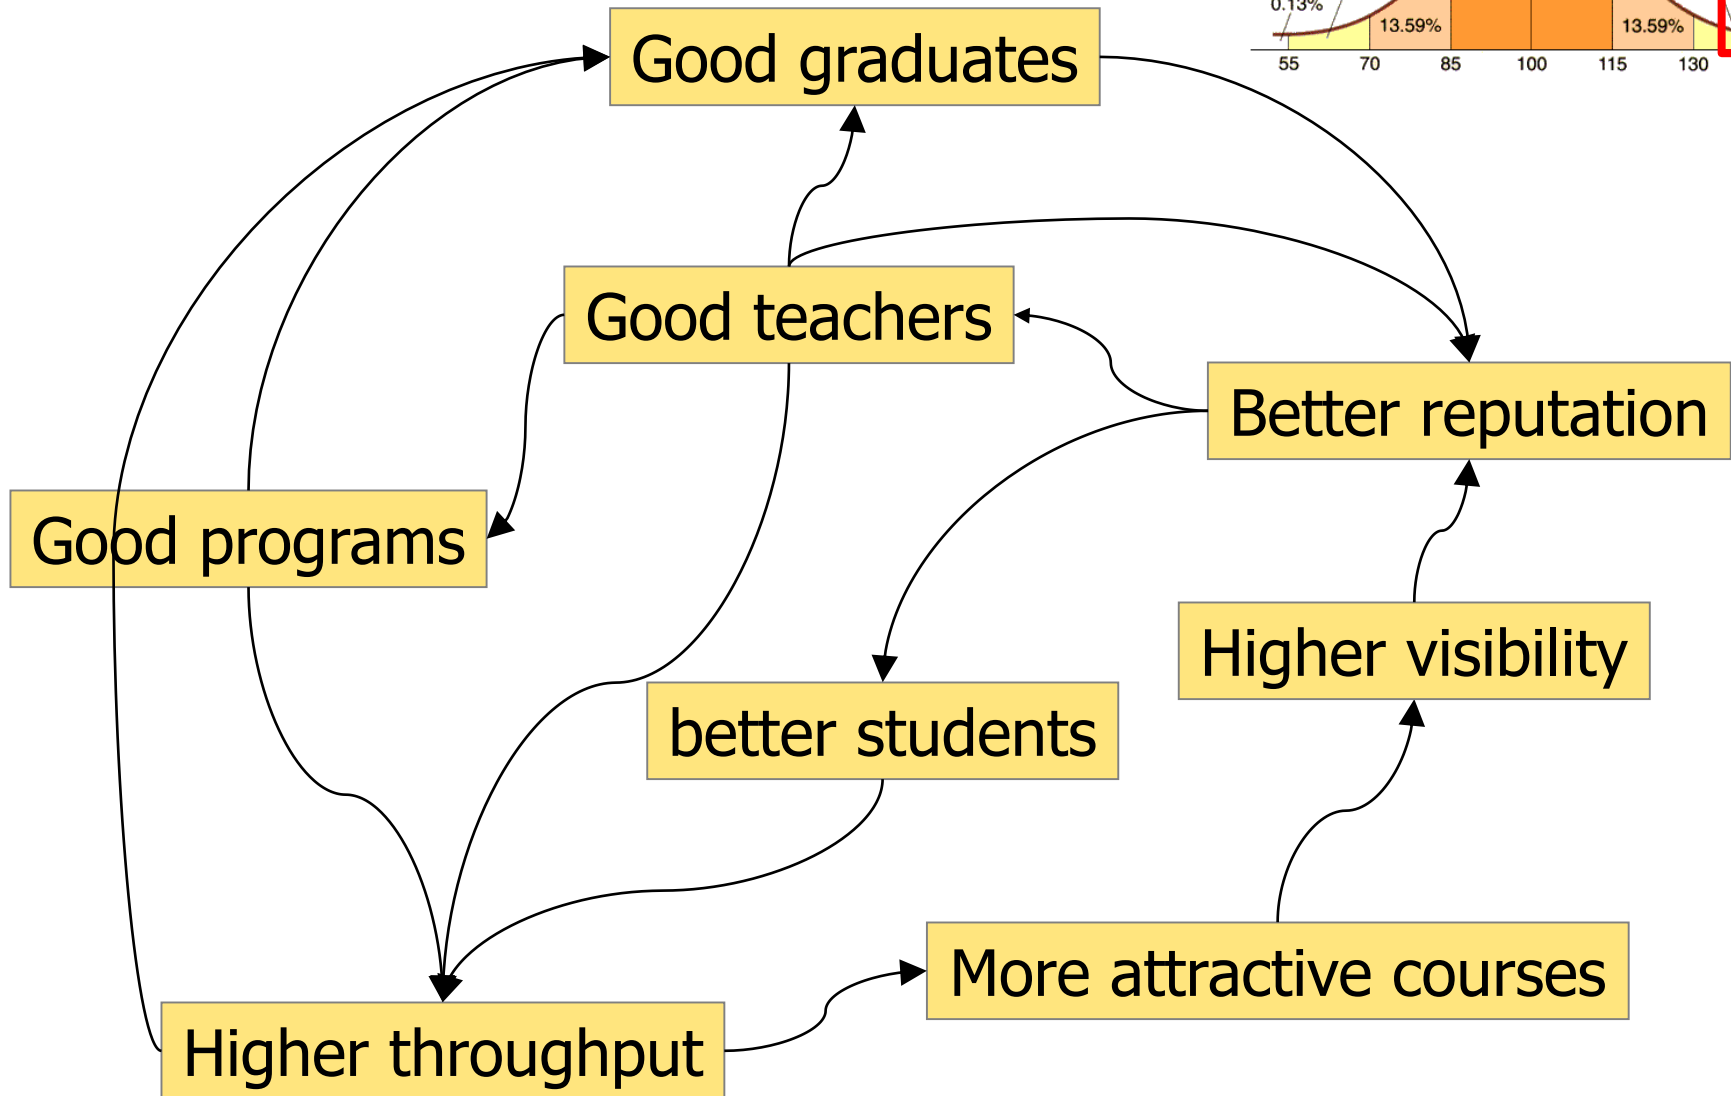 0.13%
13.59%
13.59%
55 70 85 100 115 130
Good graduates
Good teachers
Better reputation
Good programs
Higher visibility
better students
More attractive courses
Higher throughput